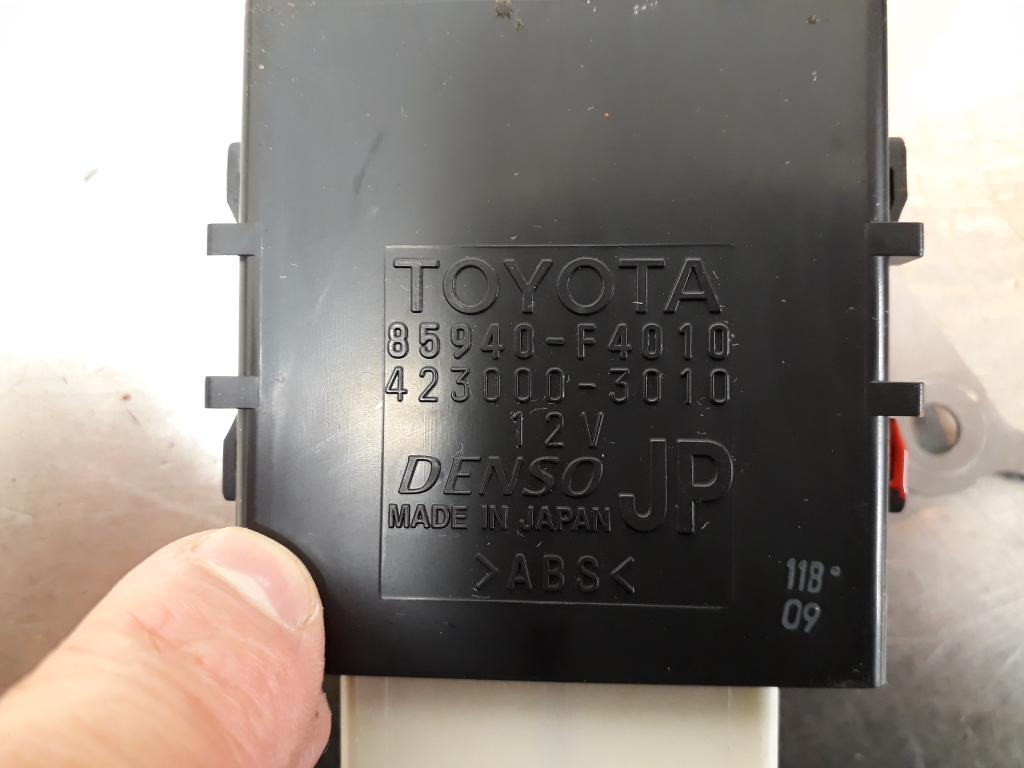 TOYOTA
85940-F4010
423000-3010
12V
DENSO JP
MADE IN JAPAN
>ABS<
118°
09